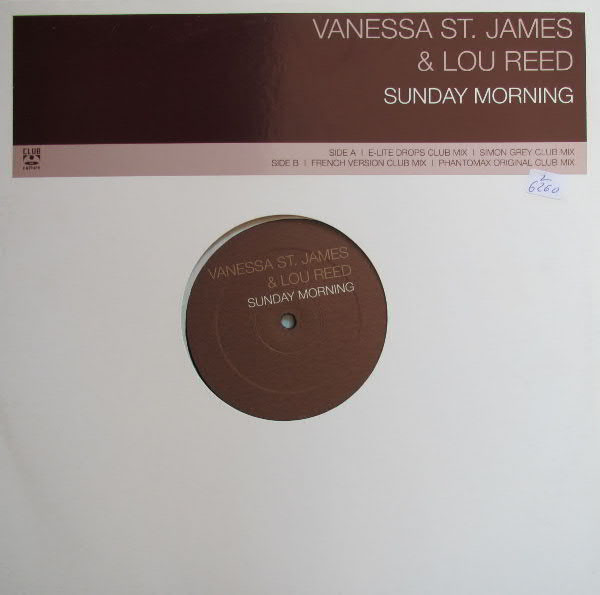 VANESSA ST. JAMES
& LOU REED
SUNDAY MORNING
SIDE A | E-LITE DROPS CLUB MIX | SIMON GREY CLUB MIX
SIDE B | FRENCH VERSION CLUB MIX | PHANTOMAX ORIGINAL CLUB MIX
CLUB
2
6260
VANESSA ST. JAMES
& LOU REED
SUNDAY MORNING